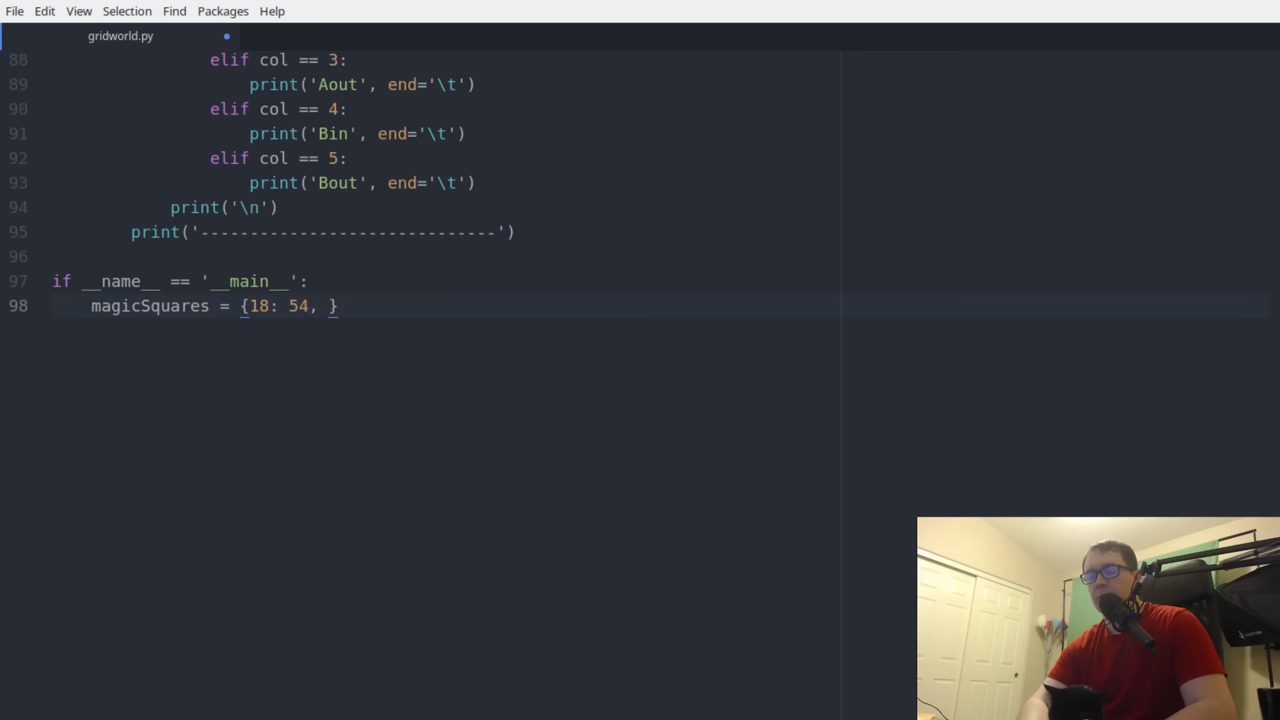 File Edit View Selection Find Packages Help
gridworld.py
88 elif col == 3:
89 print('Aout', end='\t')
90 elif col == 4:
91 print('Bin', end='\t')
92 elif col == 5:
93 print('Bout', end='\t')
94 print('\n')
95 print('------------------------------')
96
97 if __name__ == '__main__':
98 magicSquares = {18: 54, }